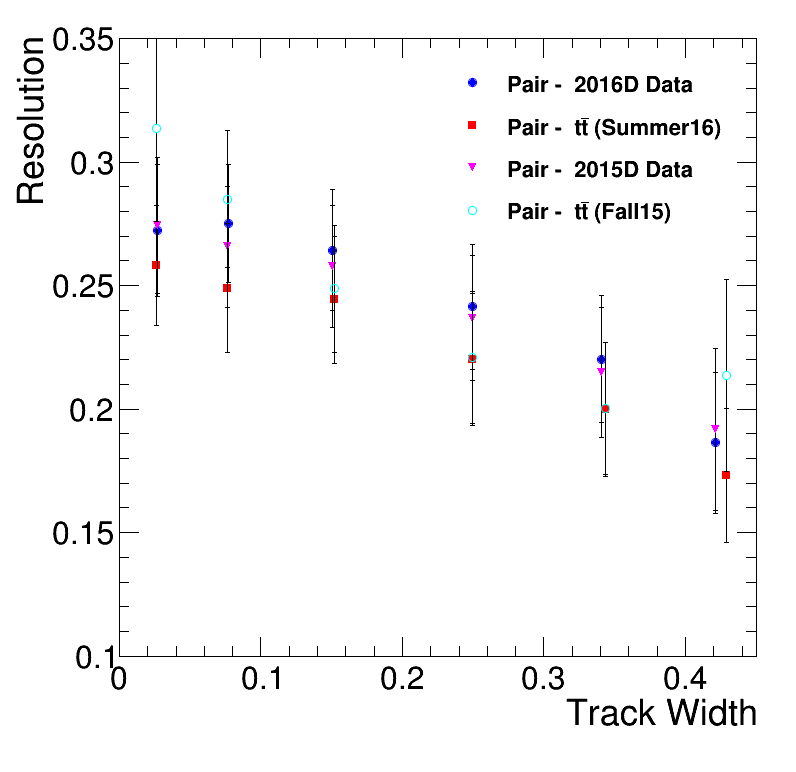 Resolution
0.35
0.3
0.25
0.2
0.15
0.1
Pair - 2016D Data
Pair - tt̄ (Summer16)
Pair - 2015D Data
Pair - tt̄ (Fall15)
0 0.1 0.2 0.3 0.4
Track Width